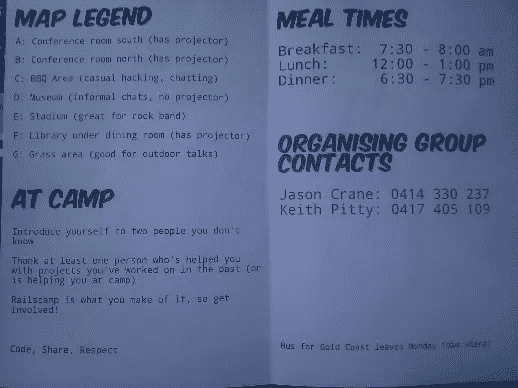 MAP LEGEND
A: Conference room south (has projector)
B: Conference room north (has projector)
C: BBQ Area (casual hacking, chatting)
D: Museum (informal chats, no projector)
E: Stadium (great for rock band)
F: Library under dining room (has projector)
G: Grass area (good for outdoor talks)
AT CAMP
Introduce yourself to two people you don't
know
Thank at least one person who's helped you
with projects you've worked on in the past (or
is helping you at camp)
Railscamp is what you make of it, so get
involved!
Code, Share, Respect
MEAL TIMES
Breakfast: 7:30 - 8:00 am
Lunch: 12:00 - 1:00 pm
Dinner: 6:30 - 7:30 pm
ORGANISING GROUP
CONTACTS
Jason Crane: 0414 330 237
Keith Pitty: 0417 405 109
Bus for Gold Coast leaves Monday 10am sharp!